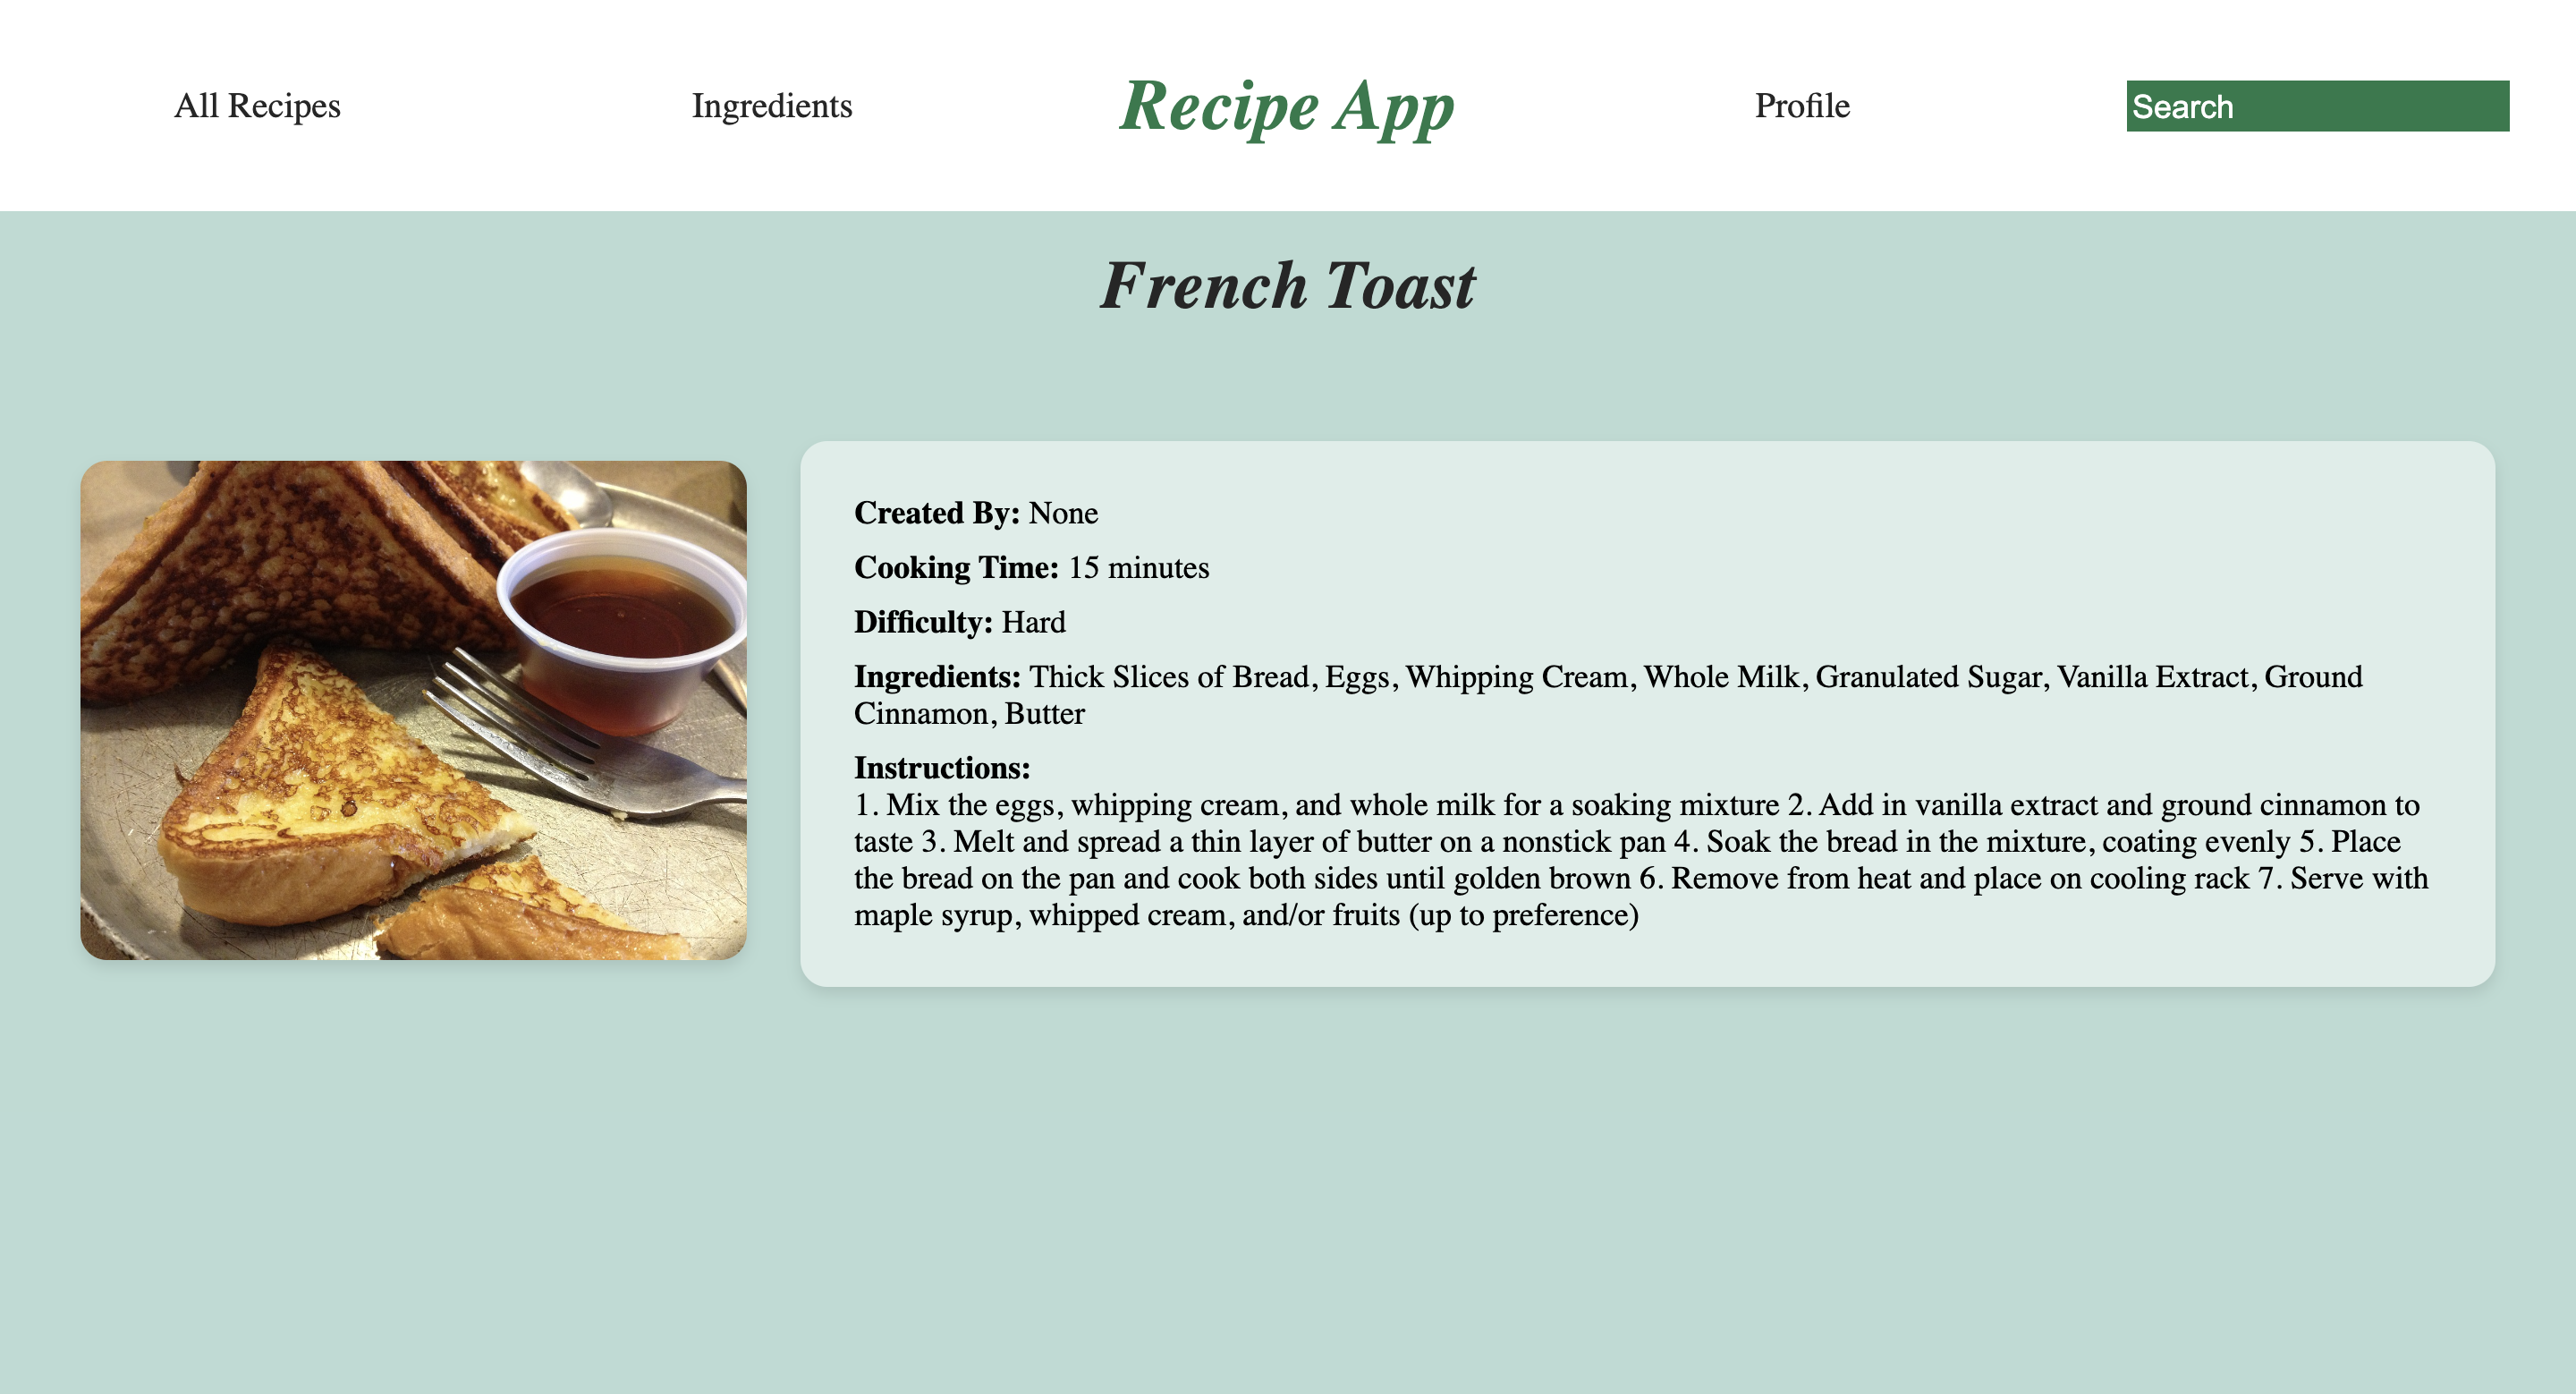 All Recipes
Ingredients
Recipe App
Profile
Search
French Toast
Created By: None
Cooking Time: 15 minutes
Difficulty: Hard
Ingredients: Thick Slices of Bread, Eggs, Whipping Cream, Whole Milk, Granulated Sugar, Vanilla Extract, Ground
Cinnamon, Butter
Instructions:
1. Mix the eggs, whipping cream, and whole milk for a soaking mixture 2. Add in vanilla extract and ground cinnamon to
taste 3. Melt and spread a thin layer of butter on a nonstick pan 4. Soak the bread in the mixture, coating evenly 5. Place
the bread on the pan and cook both sides until golden brown 6. Remove from heat and place on cooling rack 7. Serve with
maple syrup, whipped cream, and/or fruits (up to preference)